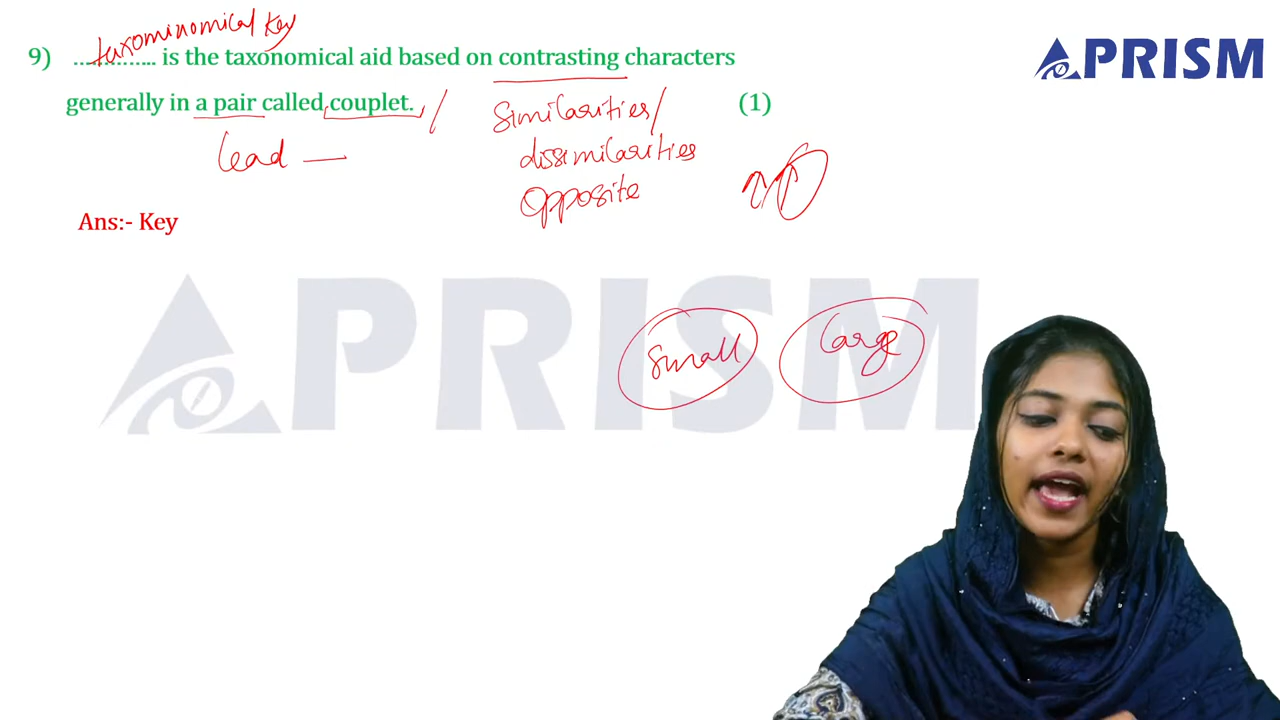 taxominomical key
9) ………….. is the taxonomical aid based on contrasting characters
generally in a pair called couplet. / (1)
Similarities/
dissimilarities
opposite
lead —
Ans:- Key
Small
Large
PRISM
PRISM